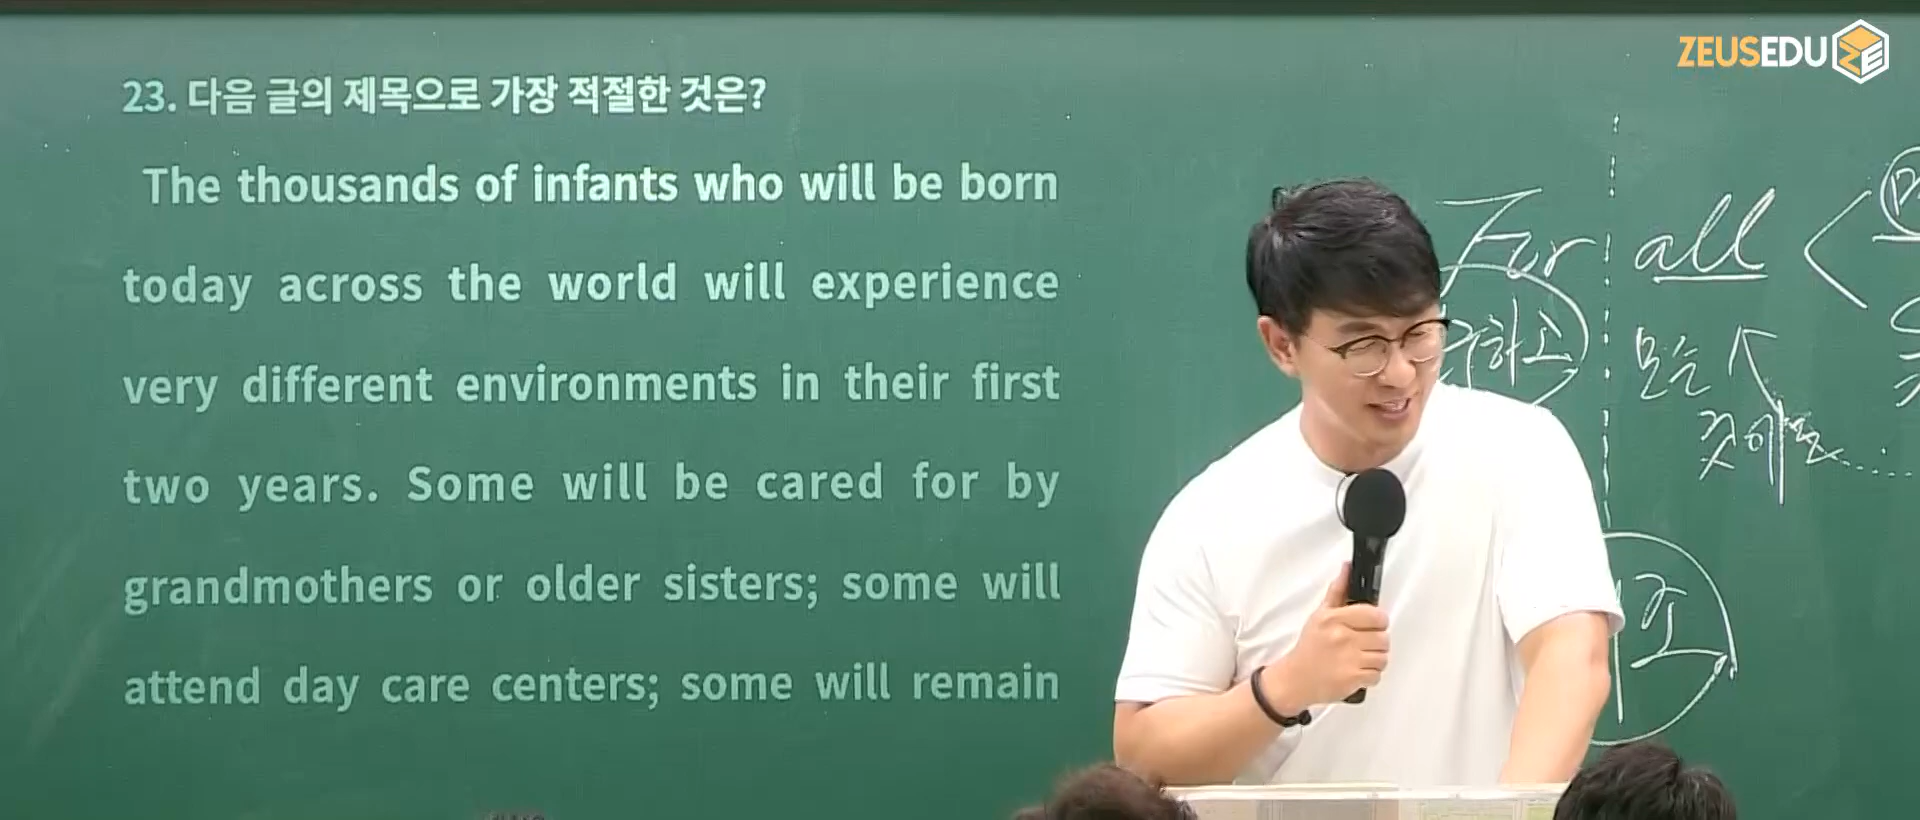 ZEUSEDU
23. 다음 글의 제목으로 가장 적절한 것은?
The thousands of infants who will be born
today across the world will experience
very different environments in their first
two years. Some will be cared for by
grandmothers or older sisters; some will
attend day care centers; some will remain
For all
모든
것에도